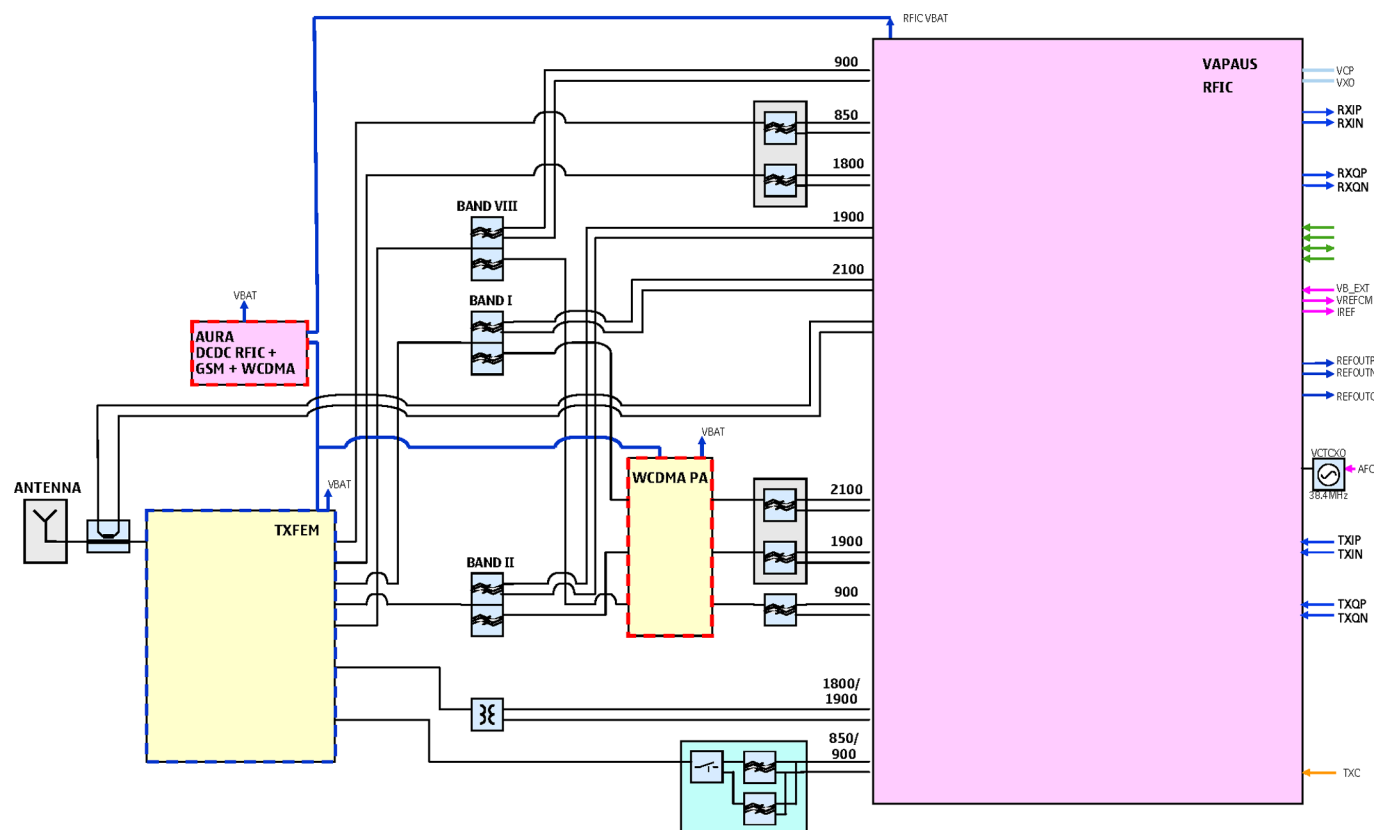 RFIC VBAT
VAPAUS
RFIC
900
850
1800
1900
2100
VCP
VXO
RXIP
RXIN
RXQP
RXQN
VB_EXT
VREFCM
IREF
REFOUTP
REFOUTN
BAND VIII
BAND I
VBAT
AURA
DCDC RFIC +
GSM + WCDMA
VBAT
WCDMA PA
ANTENNA
VBAT
TXFEM
BAND II
2100
1900
900
VCTCXO
AFC
38.4MHz
TXIP
TXIN
TXQP
TXQN
1800/
1900
850/
900
TXC